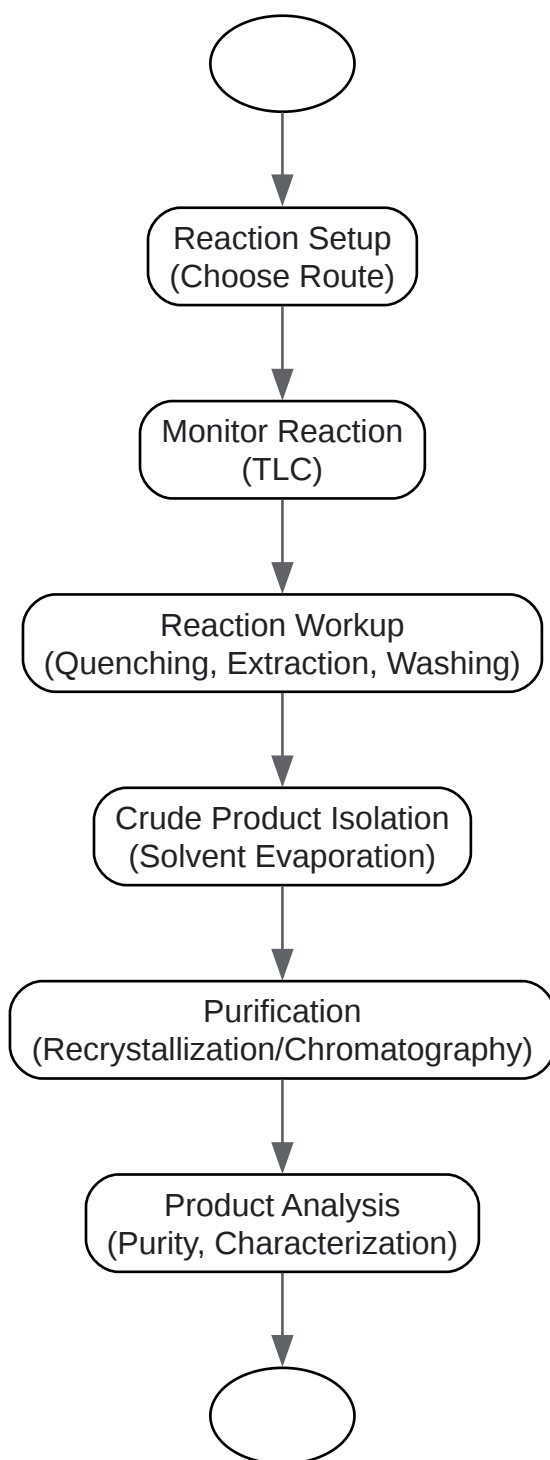 Reaction Setup
(Choose Route)
Monitor Reaction
(TLC)
Reaction Workup
(Quenching, Extraction, Washing)
Crude Product Isolation
(Solvent Evaporation)
Purification
(Recrystallization/Chromatography)
Product Analysis
(Purity, Characterization)